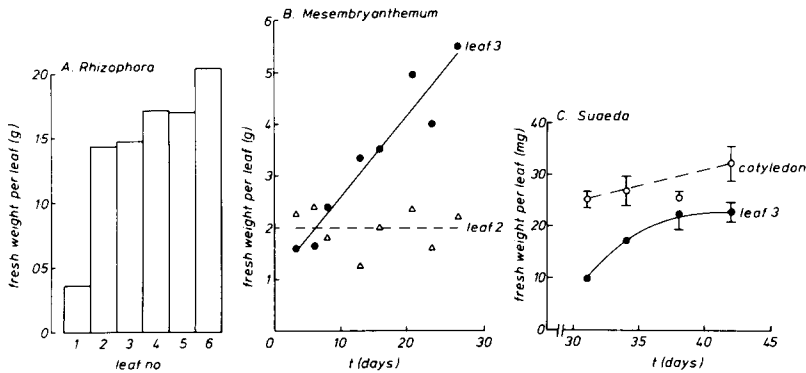 A. Rhizophora
fresh weight per leaf (g)
20
15
10
05
0
1 2 3 4 5 6
leaf no
B. Mesembryanthemum
fresh weight per leaf (g)
6
5
4
3
2
1
leaf 3
leaf 2
0 10 20 30
t (days)
C. Suaeda
fresh weight per leaf (mg)
40
30
20
10
0
cotyledon
leaf 3
30 35 40 45
t (days)